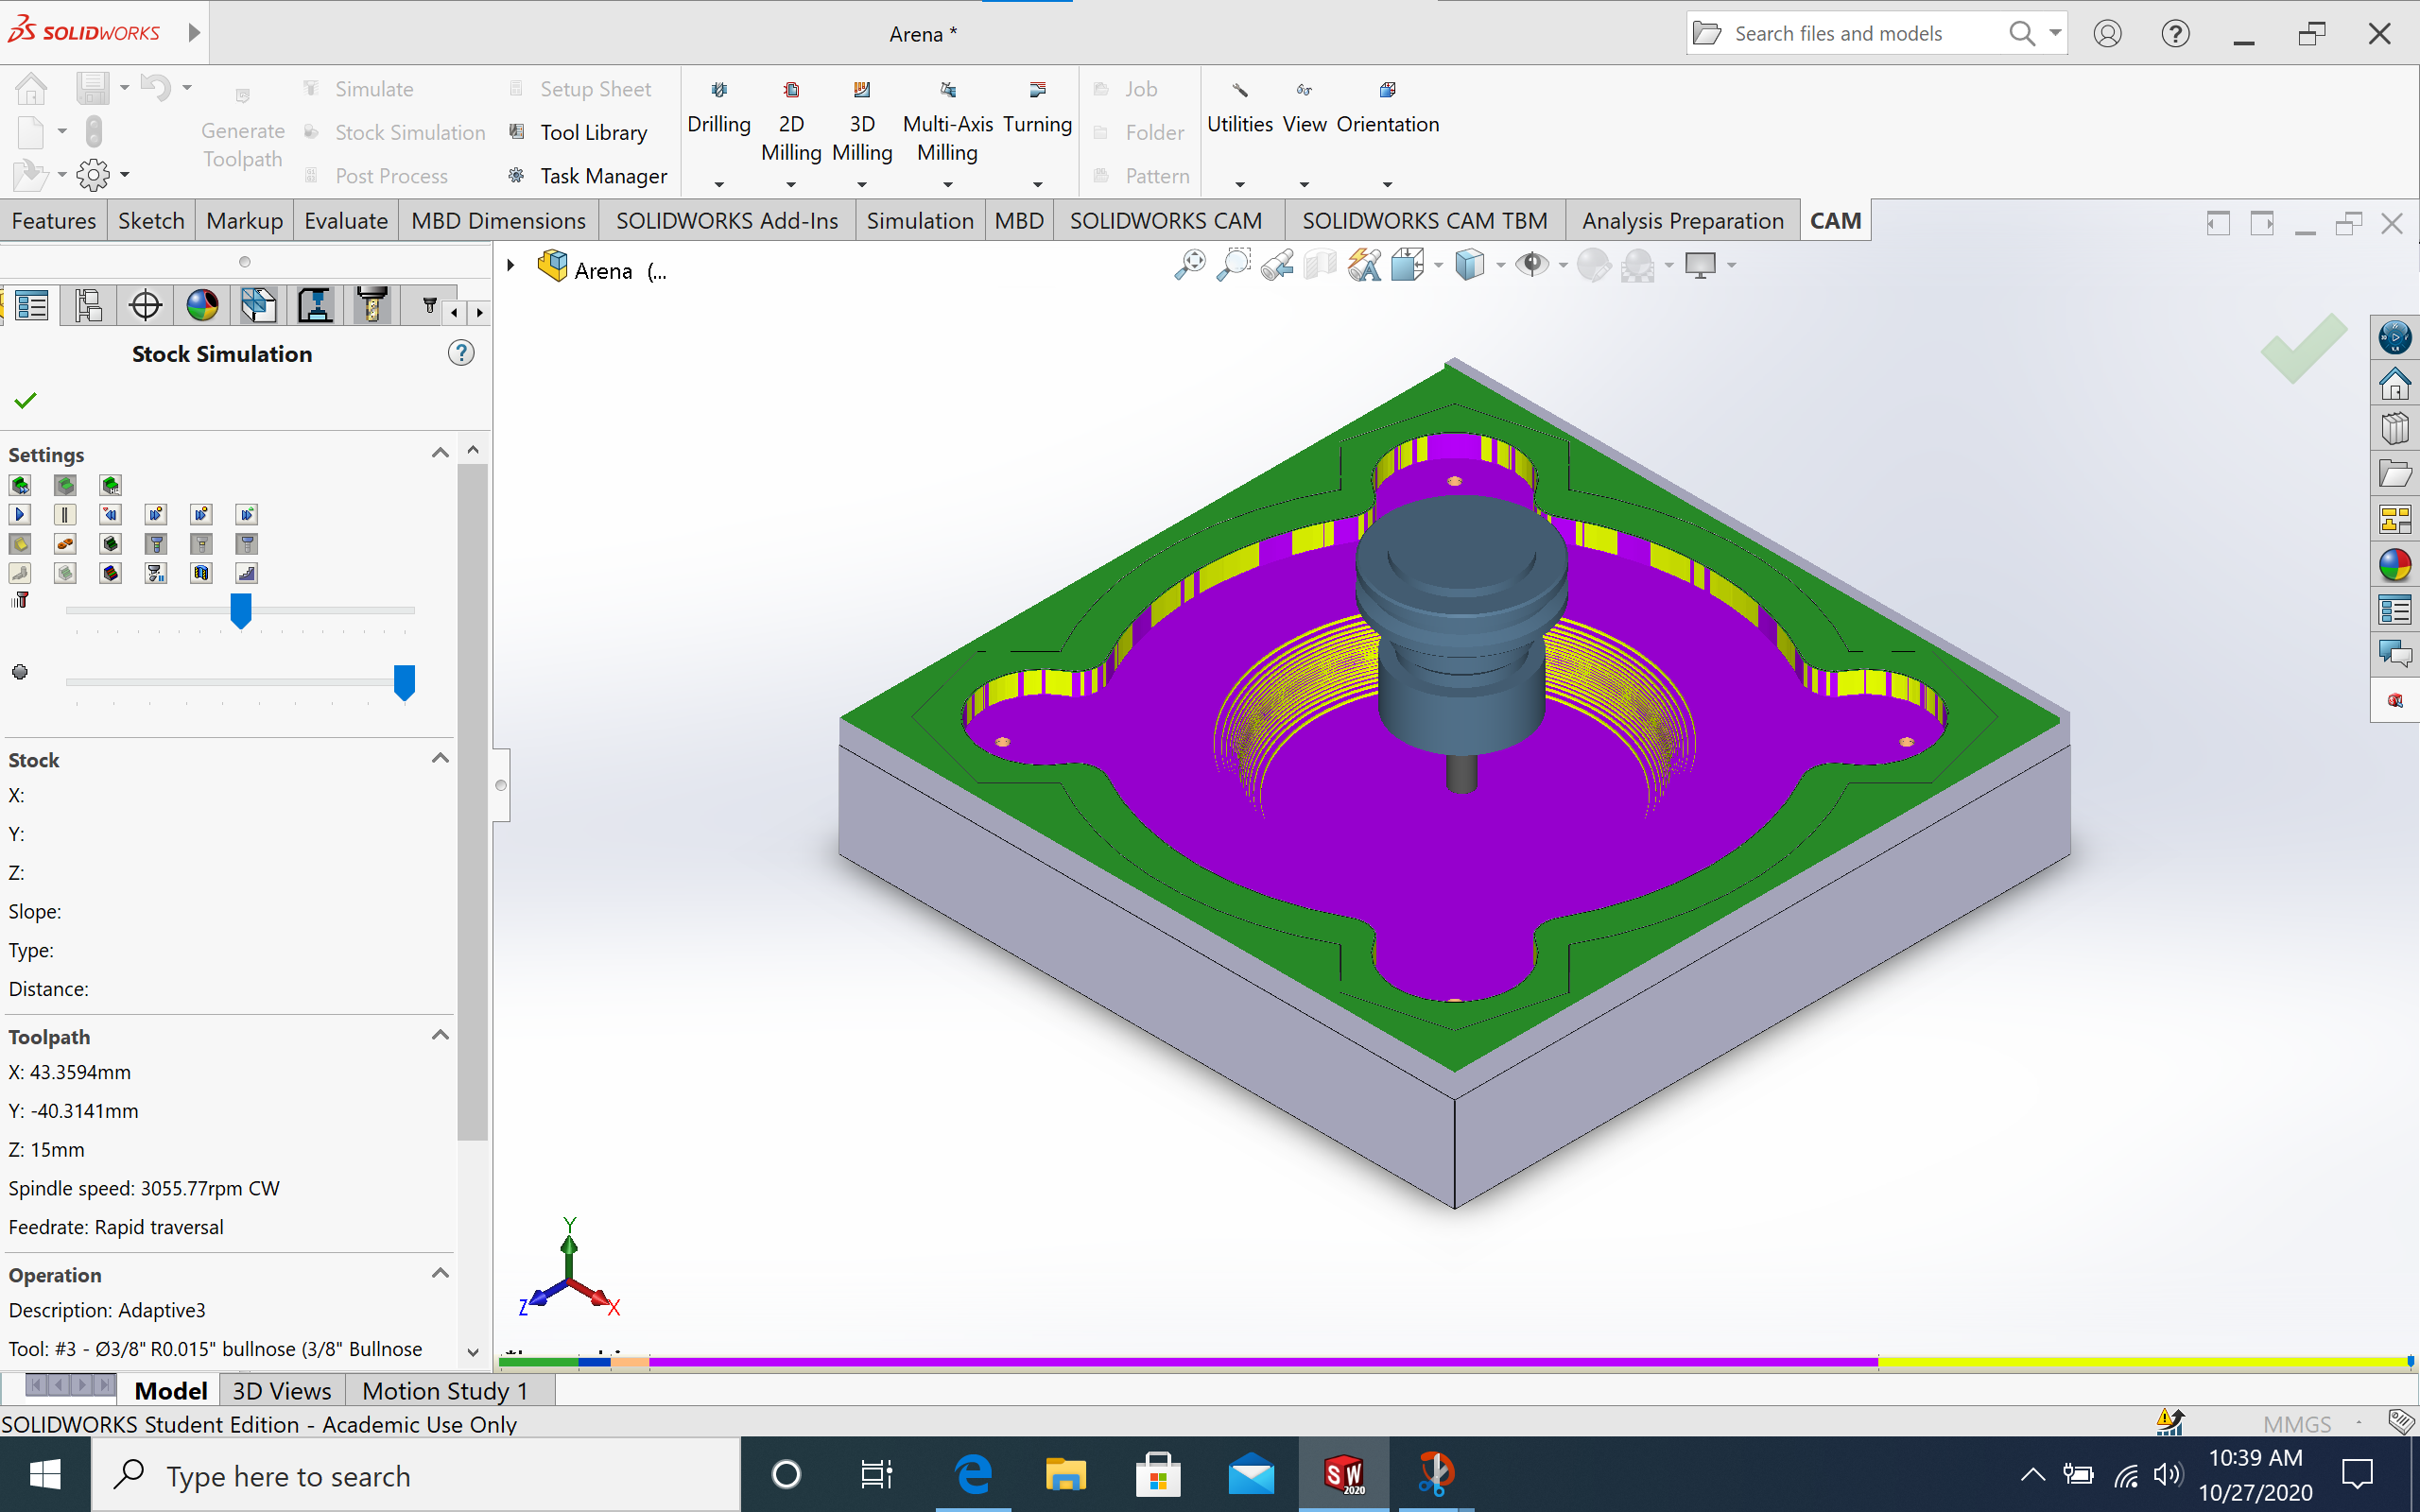 SOLIDWORKS
Arena *
Search files and models
Simulate
Setup Sheet
Generate Toolpath
Stock Simulation
Tool Library
Post Process
Task Manager
Drilling
2D Milling
3D Milling
Multi-Axis Milling
Turning
Job
Folder
Pattern
Utilities
View
Orientation
Features
Sketch
Markup
Evaluate
MBD Dimensions
SOLIDWORKS Add-Ins
Simulation
MBD
SOLIDWORKS CAM
SOLIDWORKS CAM TBM
Analysis Preparation
CAM
Arena (...
Stock Simulation
Settings
Stock
X:
Y:
Z:
Slope:
Type:
Distance:
Toolpath
X: 43.3594mm
Y: -40.3141mm
Z: 15mm
Spindle speed: 3055.77rpm CW
Feedrate: Rapid traversal
Operation
Description: Adaptive3
Tool: #3 - Ø3/8" R0.015" bullnose (3/8" Bullnose
Y
Z
X
Model
3D Views
Motion Study 1
SOLIDWORKS Student Edition - Academic Use Only
MMGS
Type here to search
SW
2020
10:39 AM
10/27/2020